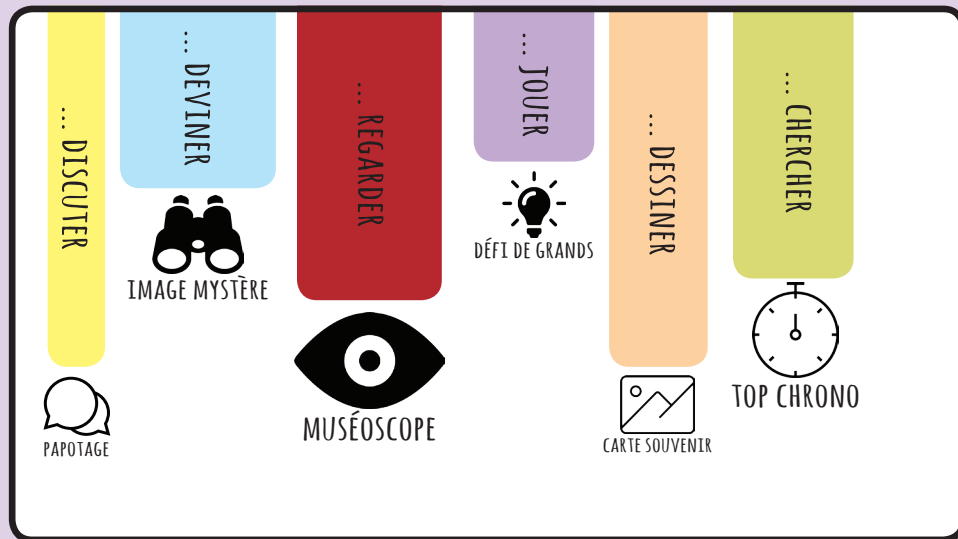 ... DISCUTER
PAPOTAGE
... DEVINER
IMAGE MYSTÈRE
... REGARDER
MUSÉOSCOPE
... JOUER
DÉFI DE GRANDS
... DESSINER
CARTE SOUVENIR
... CHERCHER
TOP CHRONO